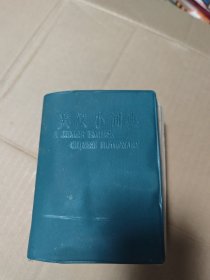 英汉小词典
A SMALL ENGLISH-
CHINESE DICTIONARY